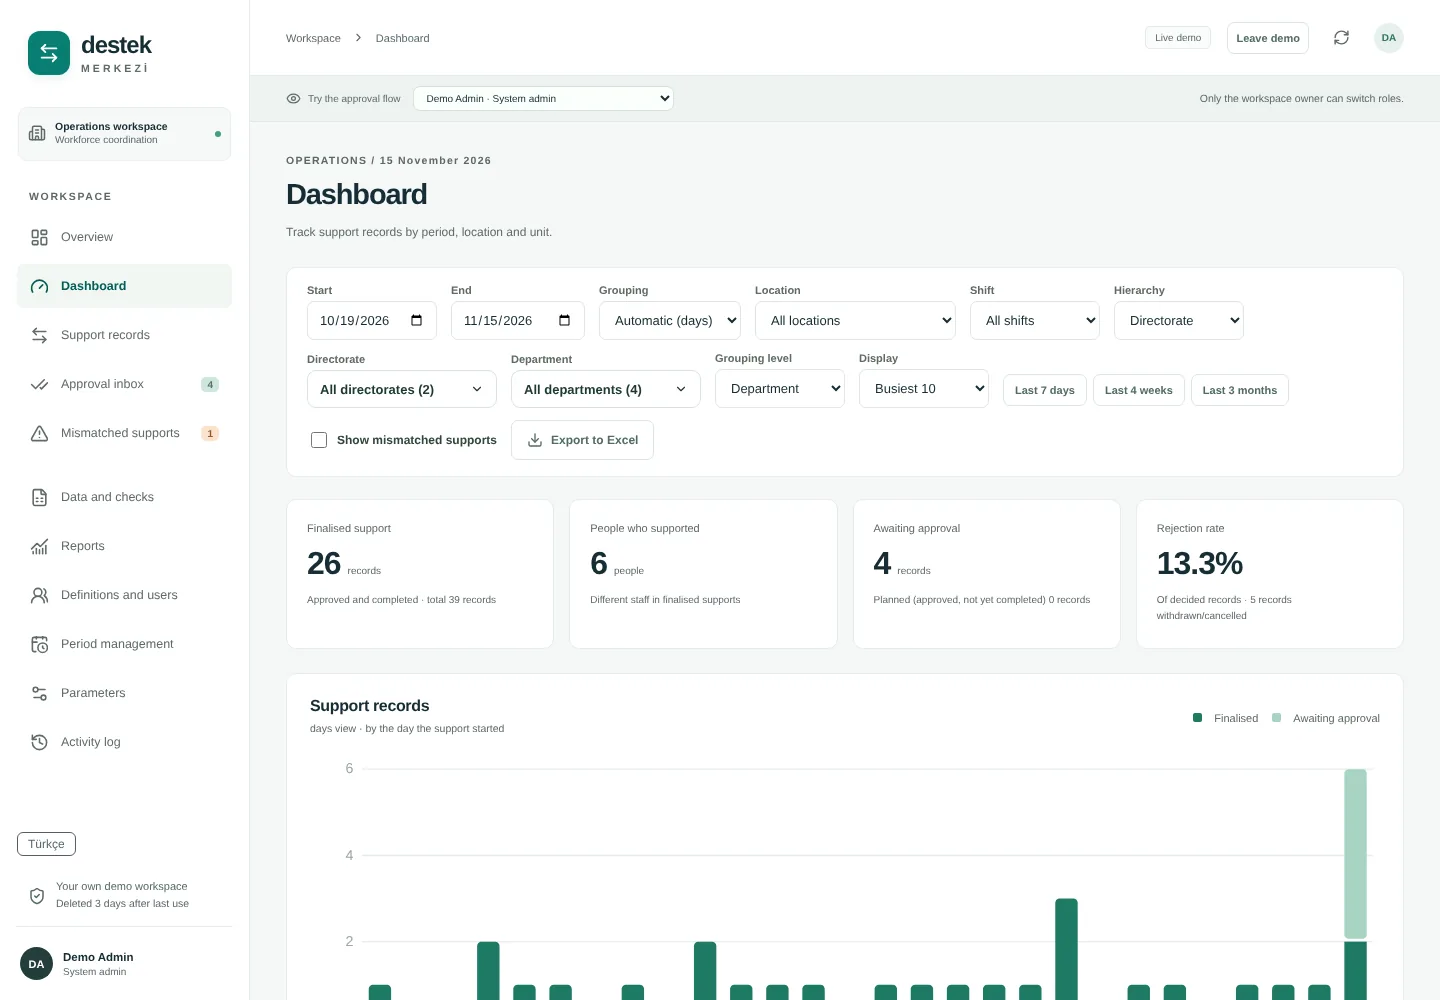 destek
MERKEZİ
Operations workspace
Workforce coordination
WORKSPACE
Overview
Dashboard
Support records
Approval inbox 4
Mismatched supports 1
Data and checks
Reports
Definitions and users
Period management
Parameters
Activity log
Türkçe
Your own demo workspace
Deleted 3 days after last use
DA
Demo Admin
System admin
Workspace Dashboard
Live demo
Leave demo
DA
Try the approval flow
Demo Admin · System admin
Only the workspace owner can switch roles.
OPERATIONS / 15 November 2026
Dashboard
Track support records by period, location and unit.
Start End Grouping Location Shift Hierarchy
10/19/2026 11/15/2026 Automatic (days) All locations All shifts Directorate
Directorate Department Grouping level Display
All directorates (2) All departments (4) Department Busiest 10 Last 7 days Last 4 weeks Last 3 months
Show mismatched supports Export to Excel
Finalised support
26 records
Approved and completed · total 39 records
People who supported
6 people
Different staff in finalised supports
Awaiting approval
4 records
Planned (approved, not yet completed) 0 records
Rejection rate
13.3%
Of decided records · 5 records
withdrawn/cancelled
Support records
days view · by the day the support started
Finalised Awaiting approval
6
4
2